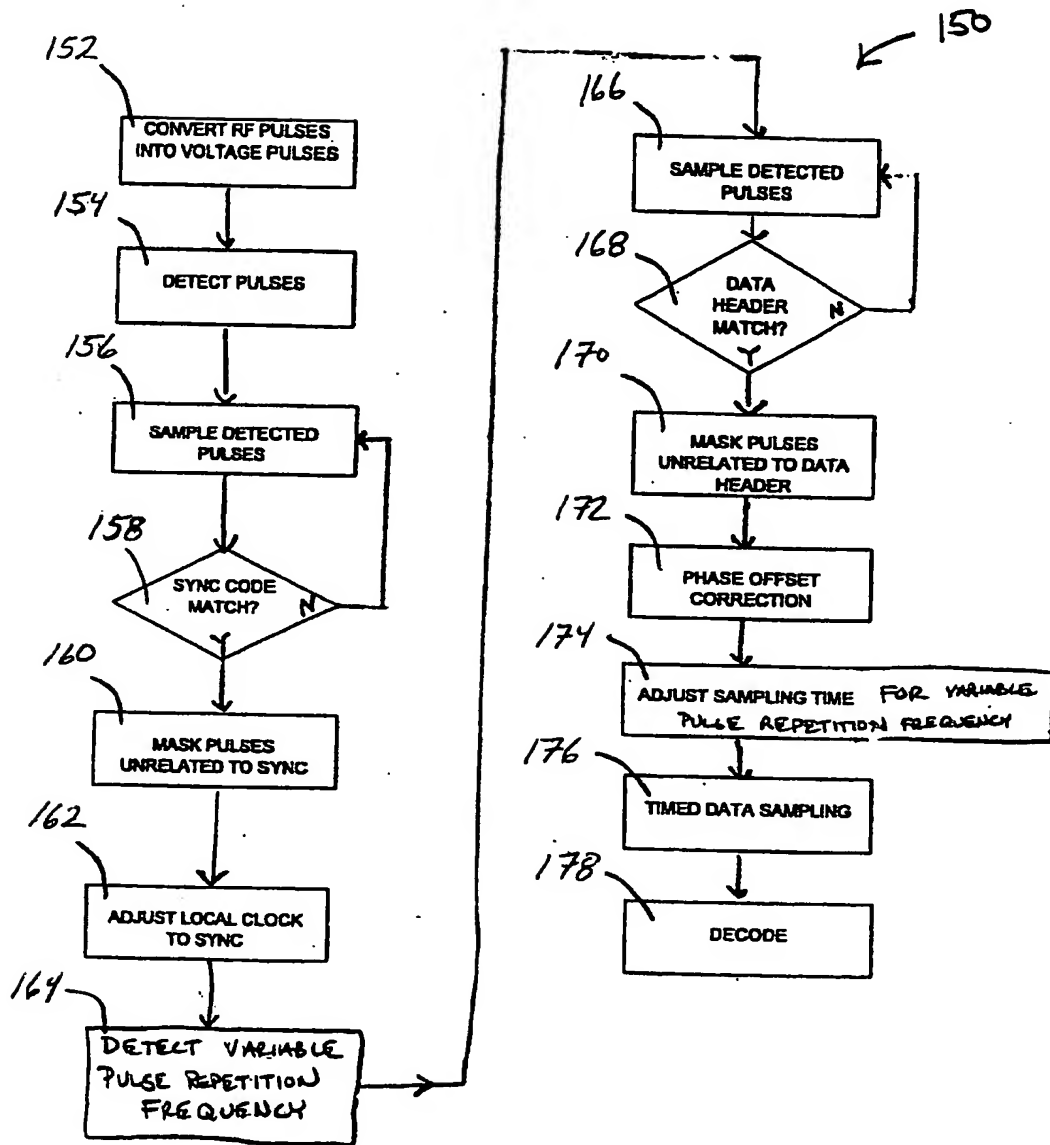 150
152
CONVERT RF PULSES
INTO VOLTAGE PULSES
154
DETECT PULSES
156
SAMPLE DETECTED
PULSES
158
SYNC CODE
MATCH?
N
Y
160
MASK PULSES
UNRELATED TO SYNC
162
ADJUST LOCAL CLOCK
TO SYNC
164
DETECT VARIABLE
PULSE REPETITION
FREQUENCY
166
SAMPLE DETECTED
PULSES
168
DATA
HEADER
MATCH?
N
Y
170
MASK PULSES
UNRELATED TO DATA
HEADER
172
PHASE OFFSET
CORRECTION
174
ADJUST SAMPLING TIME FOR VARIABLE
PULSE REPETITION FREQUENCY
176
TIMED DATA SAMPLING
178
DECODE